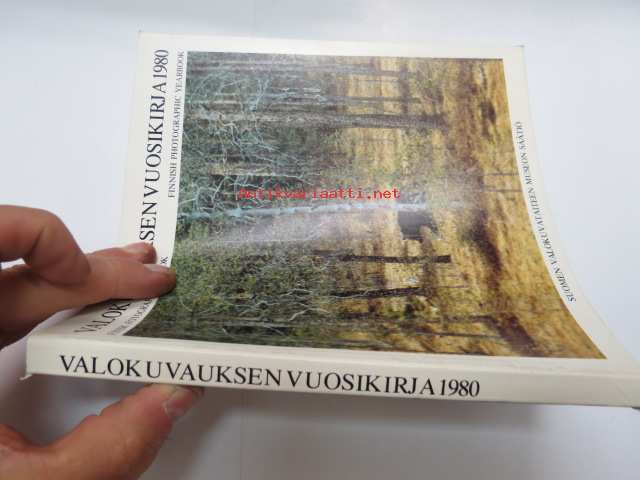 VALOKUVAUKSEN VUOSIKIRJA 1980
FINNISH PHOTOGRAPHIC YEARBOOK
Antikvariaatti.net
SUOMEN VALOKUVATAITEEN MUSEON SÄÄTIÖ
VALOKUVAUKSEN VUOSIKIRJA 1980